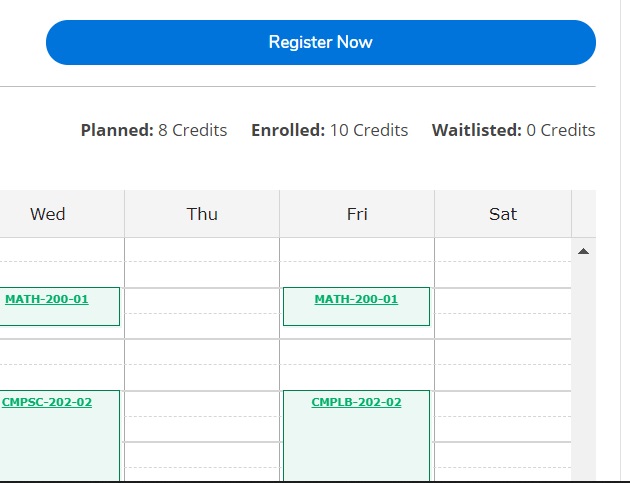 Register Now
Planned: 8 Credits Enrolled: 10 Credits Waitlisted: 0 Credits
Wed Thu Fri Sat
MATH-200-01 MATH-200-01
CMPSC-202-02 CMPLB-202-02